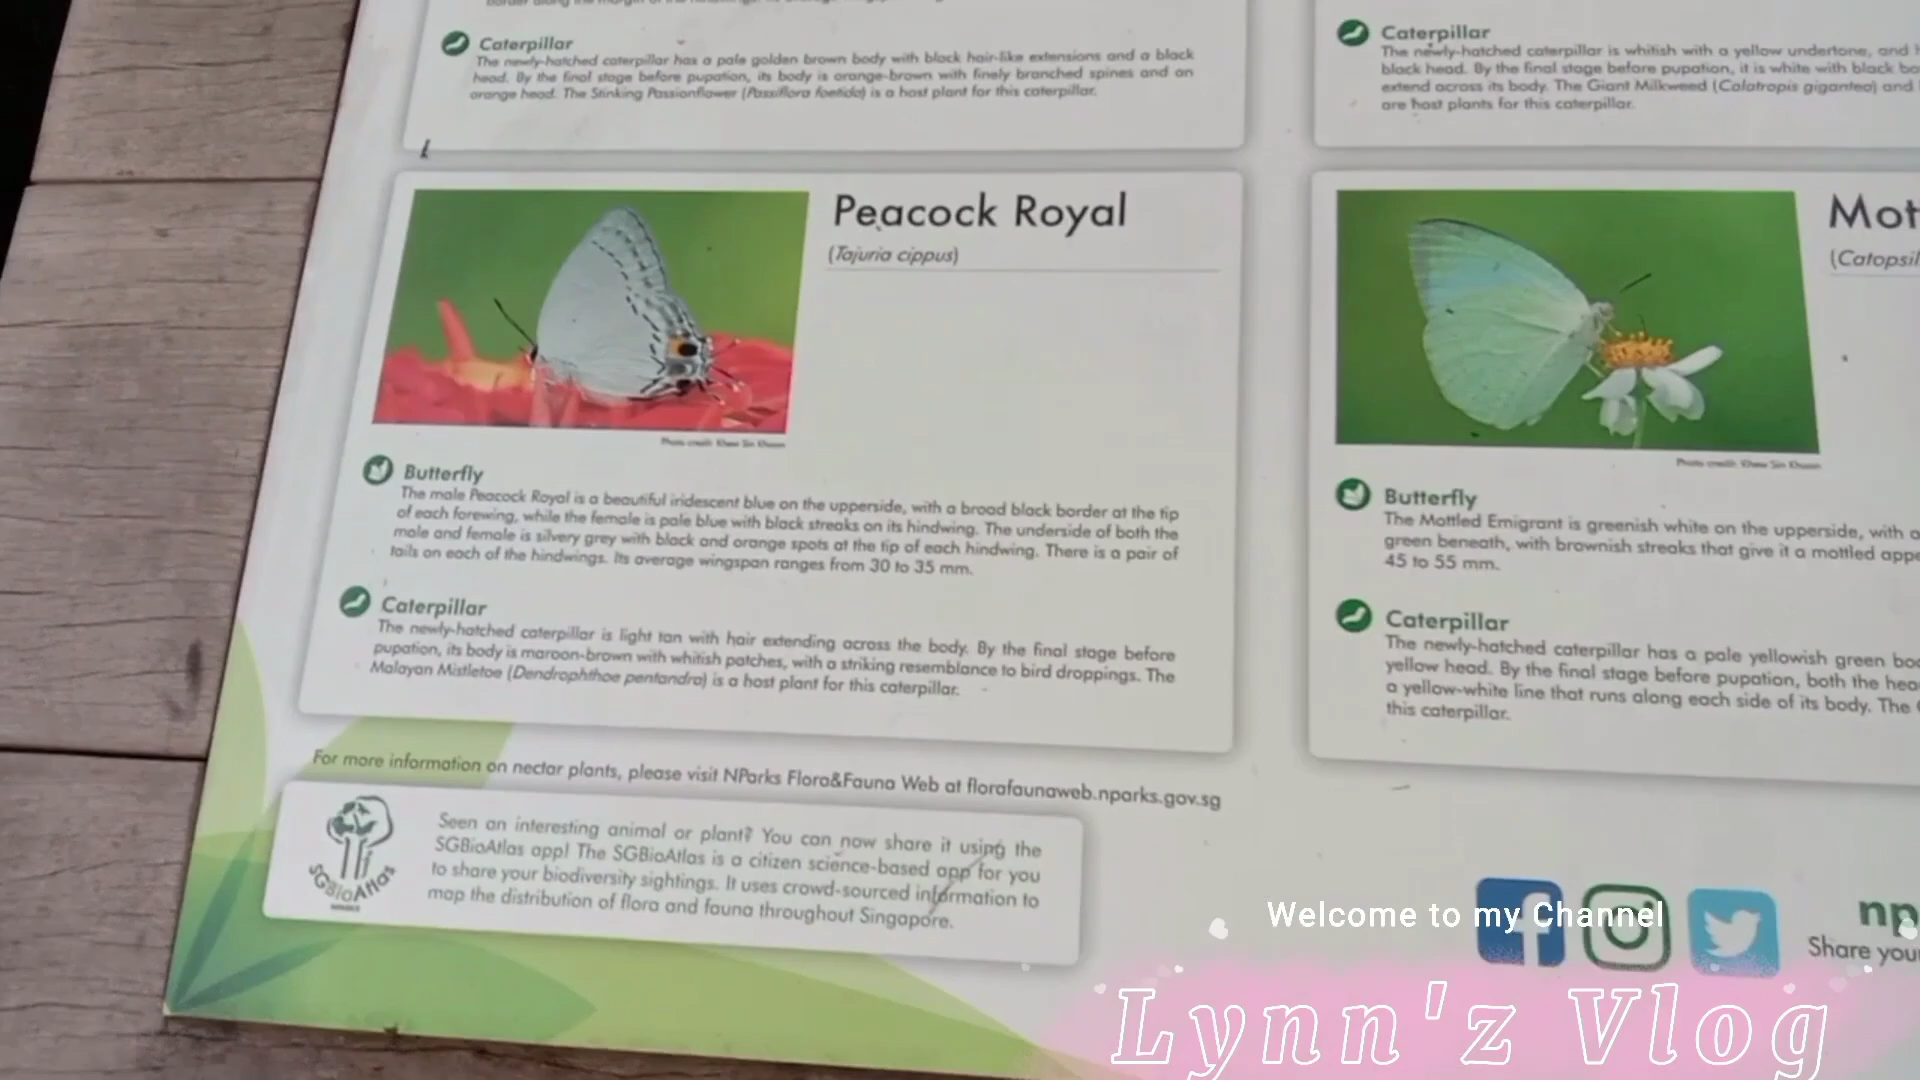 Caterpillar
The newly-hatched caterpillar has a pale golden brown body with black hair-like extensions and a black
head. By the final stage before pupation, its body is orange-brown with finely branched spines and an
orange head. The Stinking Passionflower (Passiflora foetida) is a host plant for this caterpillar.
Caterpillar
The newly-hatched caterpillar is whitish with a yellow undertone, and
black head. By the final stage before pupation, it is white with black
extend across its body. The Giant Milkweed (Calotropis gigantea) and
are host plants for this caterpillar.
Peacock Royal
(Tajuria cippus)
Photo credit: Khew Sin Khoon
Butterfly
The male Peacock Royal is a beautiful iridescent blue on the upperside, with a broad black border at the tip
of each forewing, while the female is pale blue with black streaks on its hindwing. The underside of both the
male and female is silvery grey with black and orange spots at the tip of each hindwing. There is a pair of
tails on each of the hindwings. Its average wingspan ranges from 30 to 35 mm.
Caterpillar
The newly-hatched caterpillar is light tan with hair extending across the body. By the final stage before
pupation, its body is maroon-brown with whitish patches, with a striking resemblance to bird droppings. The
Malayan Mistletoe (Dendrophthoe pentandra) is a host plant for this caterpillar.
Mot
(Catopsil
Photo credit: Khew Sin Khoon
Butterfly
The Mottled Emigrant is greenish white on the upperside, with
green beneath, with brownish streaks that give it a mottled appe
45 to 55 mm.
Caterpillar
The newly-hatched caterpillar has a pale yellowish green
yellow head. By the final stage before pupation, both the
a yellow-white line that runs along each side of its body. The
this caterpillar.
For more information on nectar plants, please visit NParks Flora&Fauna Web at florafaunaweb.nparks.gov.sg
SGBioAtlas
Seen an interesting animal or plant? You can now share it using the
SGBioAtlas app! The SGBioAtlas is a citizen science-based app for you
to share your biodiversity sightings. It uses crowd-sourced information to
map the distribution of flora and fauna throughout Singapore.
np
Share your
Welcome to my Channel
Lynn'z Vlog